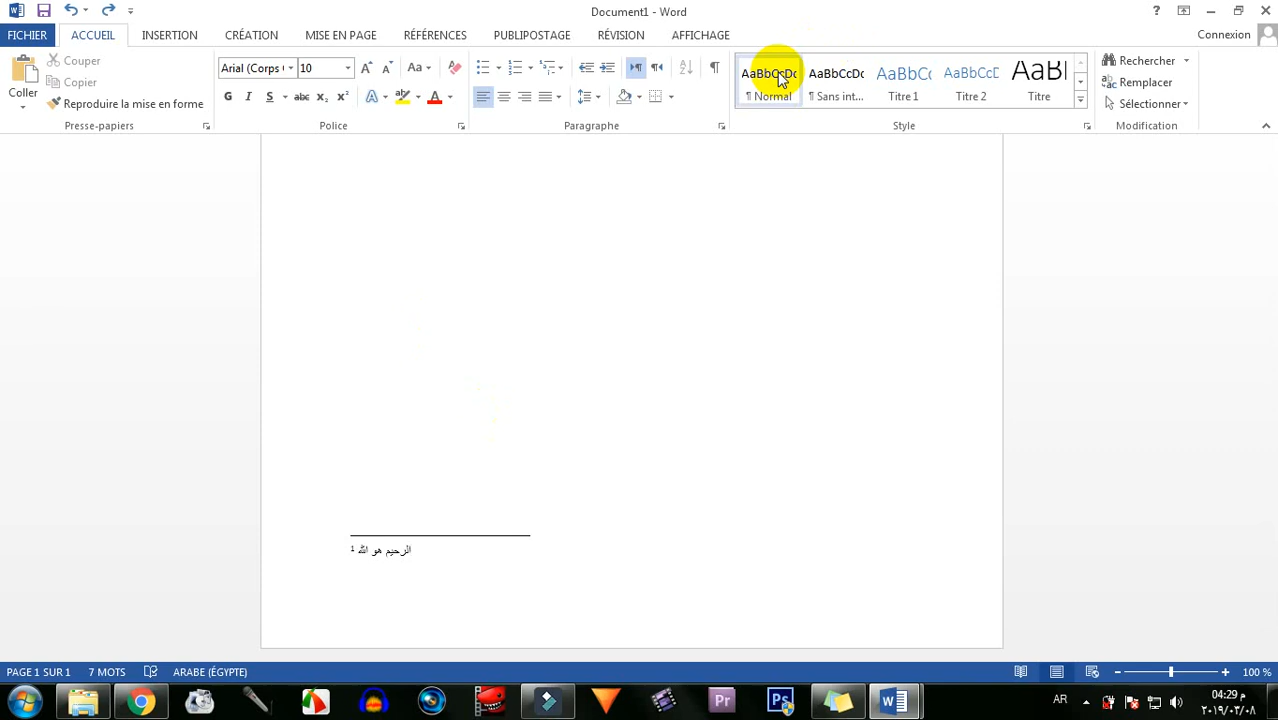 Document1 - Word
Connexion
FICHIER ACCUEIL INSERTION CRÉATION MISE EN PAGE RÉFÉRENCES PUBLIPOSTAGE RÉVISION AFFICHAGE
Coller
Couper
Copier
Reproduire la mise en forme
Presse-papiers
Arial (Corps 10
Police
Paragraphe
AaBbCcDc AaBbCcDc AaBbCc AaBbCcD AaBl
¶ Normal ¶ Sans int... Titre 1 Titre 2 Titre
Style
Rechercher
Remplacer
Sélectionner
Modification
1 الرحيم هو الله
PAGE 1 SUR 1 7 MOTS ARABE (ÉGYPTE) 100 %
AR
04:29 م
٢٠١٩/٠٣/٠٨